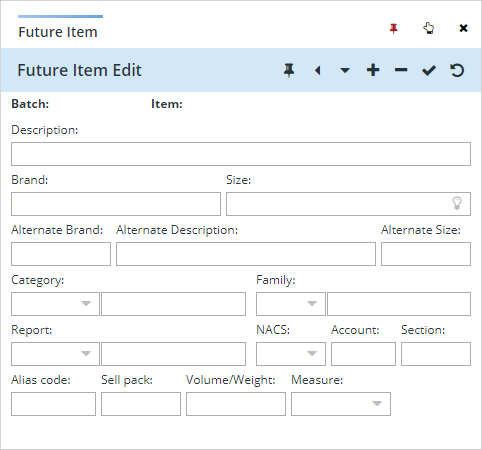 Future Item
Future Item Edit
Batch: Item:
Description:
Brand: Size:
Alternate Brand: Alternate Description: Alternate Size:
Category: Family:
Report: NACS: Account: Section:
Alias code: Sell pack: Volume/Weight: Measure: